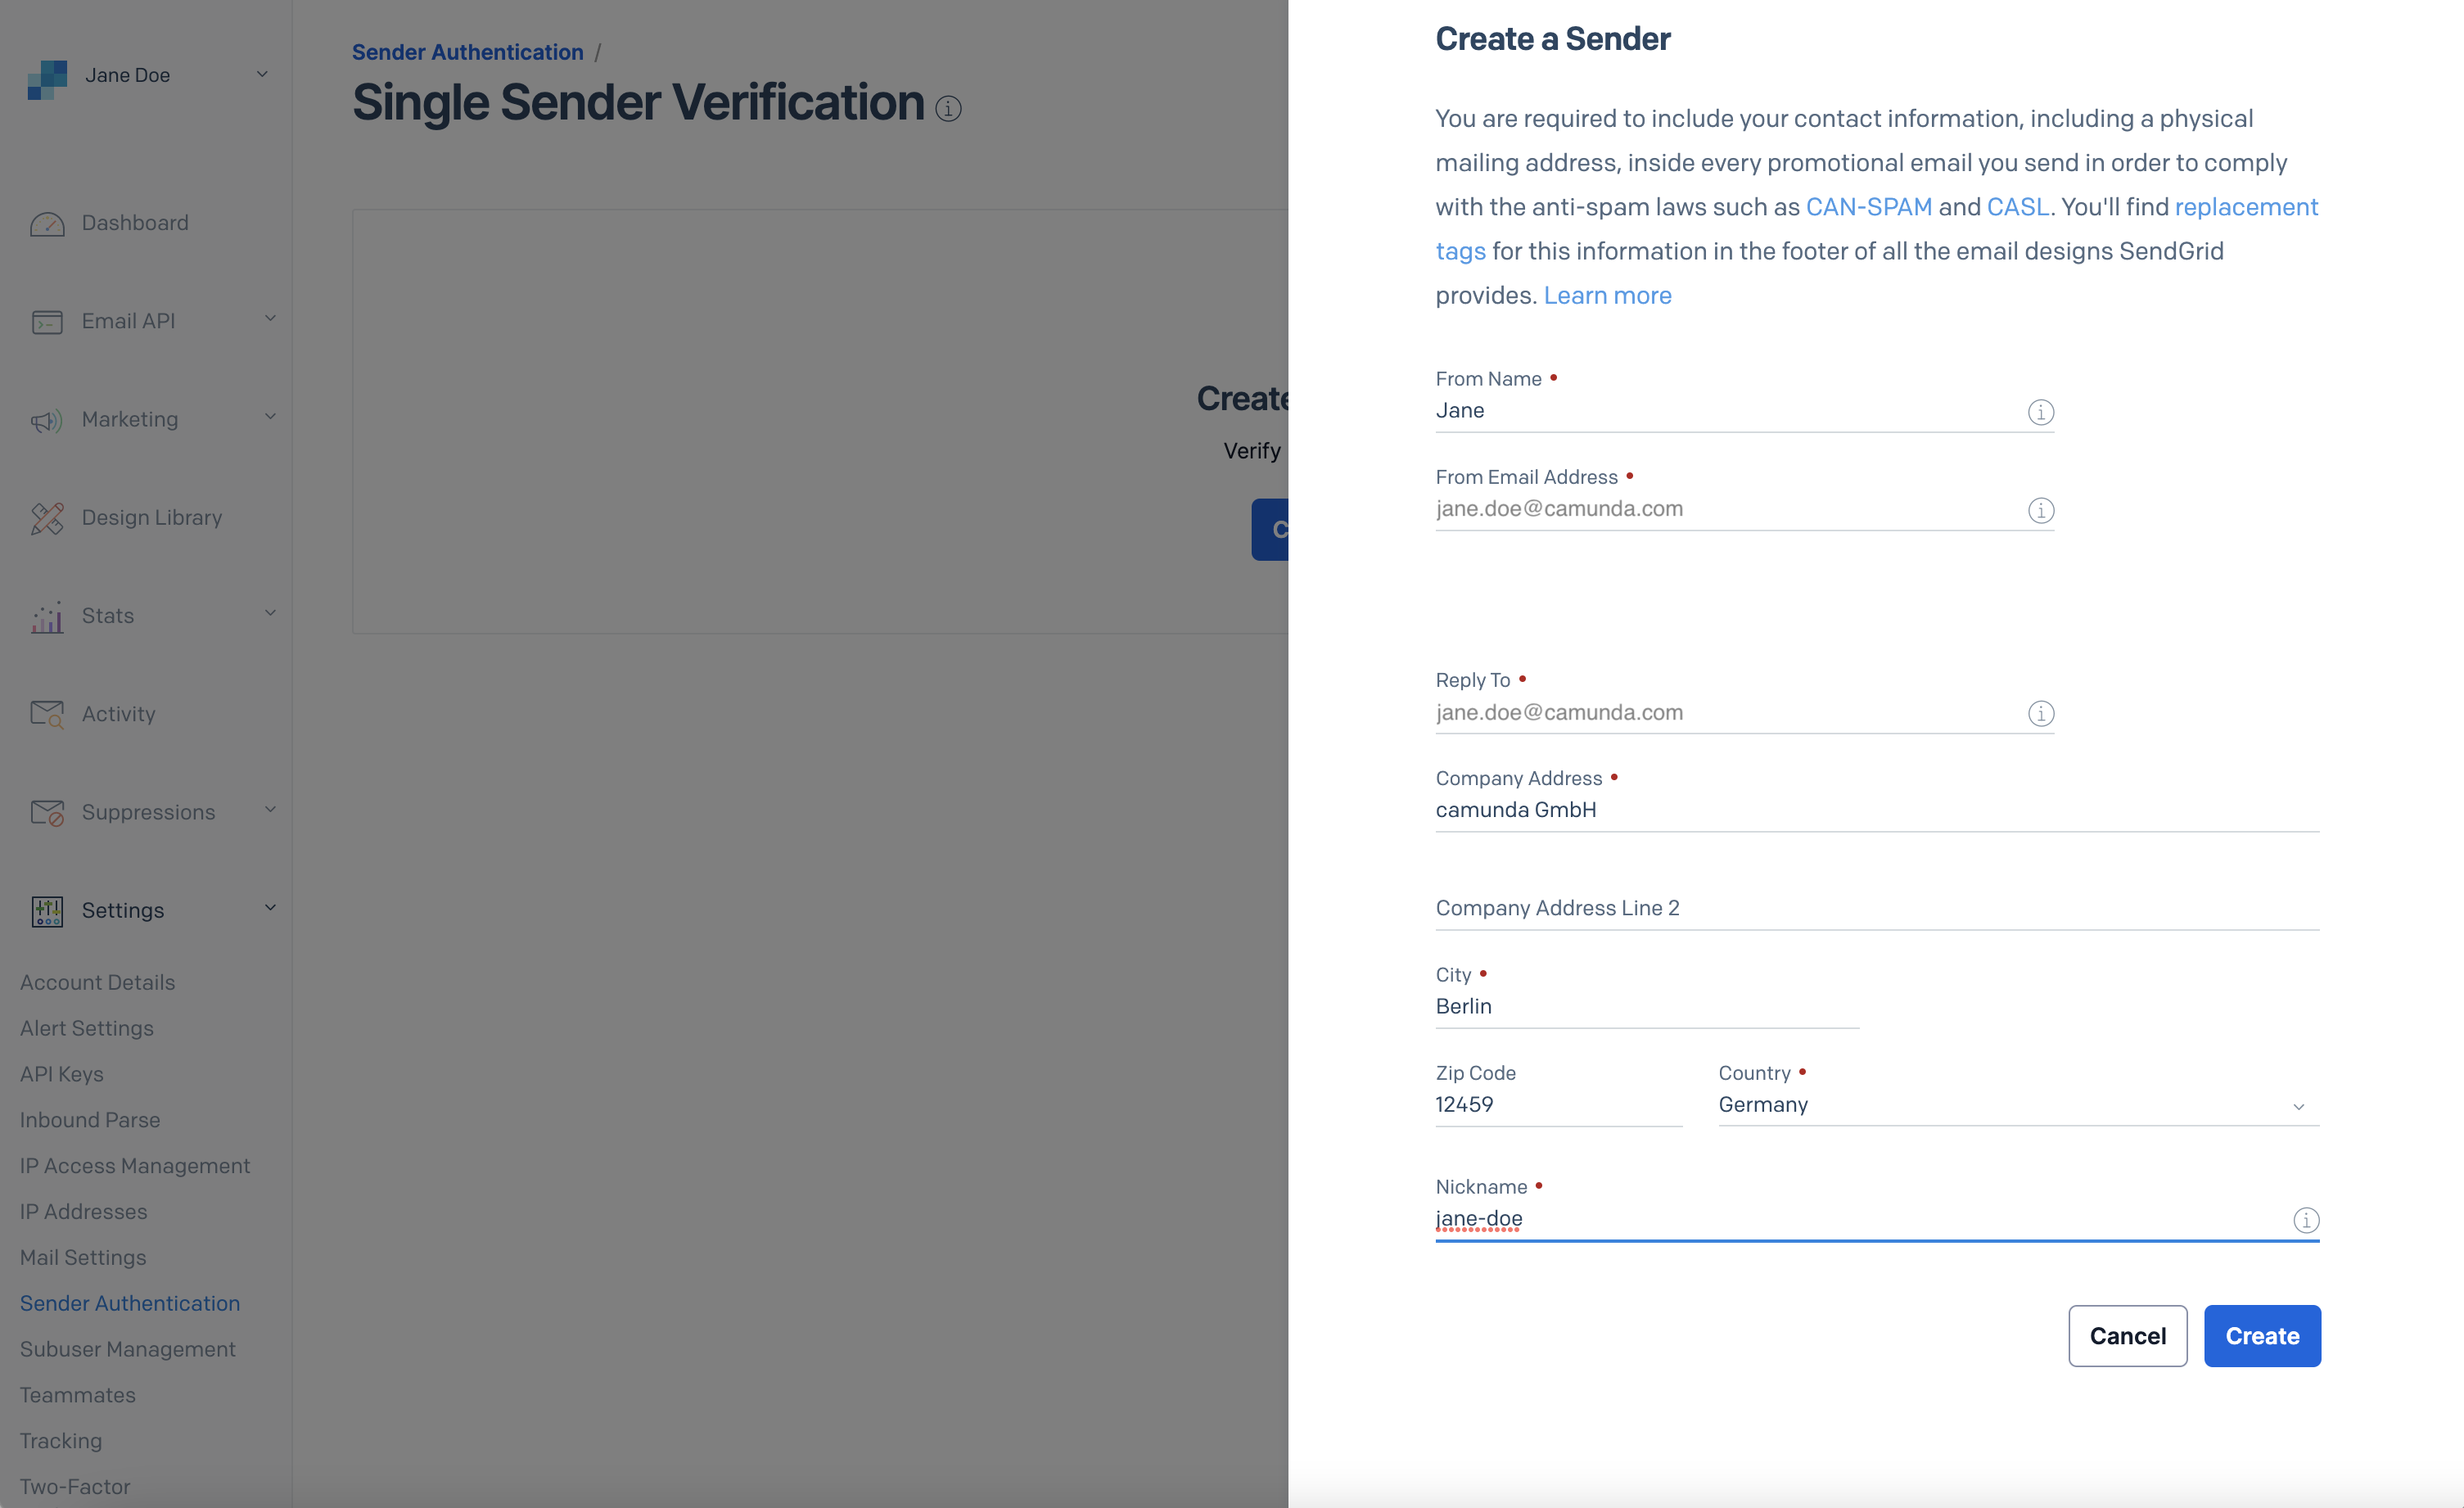 Jane Doe
Dashboard
Email API
Marketing
Design Library
Stats
Activity
Suppressions
Settings
Account Details
Alert Settings
API Keys
Inbound Parse
IP Access Management
IP Addresses
Mail Settings
Sender Authentication
Subuser Management
Teammates
Tracking
Two-Factor
Sender Authentication /
Single Sender Verification
Create
Verify
C
Create a Sender
You are required to include your contact information, including a physical
mailing address, inside every promotional email you send in order to comply
with the anti-spam laws such as CAN-SPAM and CASL. You'll find replacement
tags for this information in the footer of all the email designs SendGrid
provides. Learn more
From Name •
Jane
From Email Address •
jane.doe@camunda.com
Reply To •
jane.doe@camunda.com
Company Address •
camunda GmbH
Company Address Line 2
City •
Berlin
Zip Code
12459
Country •
Germany
Nickname •
jane-doe
Cancel
Create